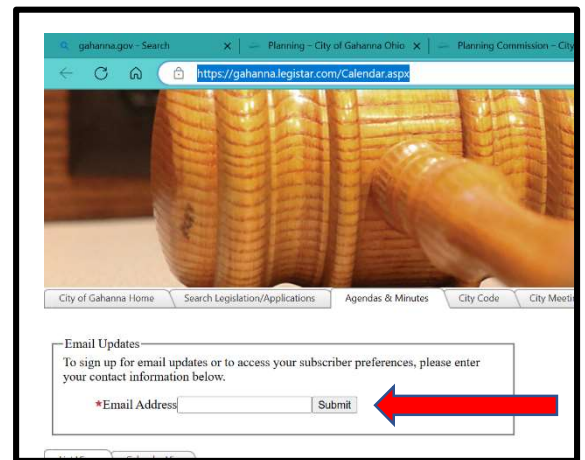 gahanna.gov - Search
Planning – City of Gahanna Ohio
Planning Commission – City
https://gahanna.legistar.com/Calendar.aspx
City of Gahanna Home
Search Legislation/Applications
Agendas & Minutes
City Code
City Meetin
Email Updates
To sign up for email updates or to access your subscriber preferences, please enter
your contact information below.
*Email Address
Submit